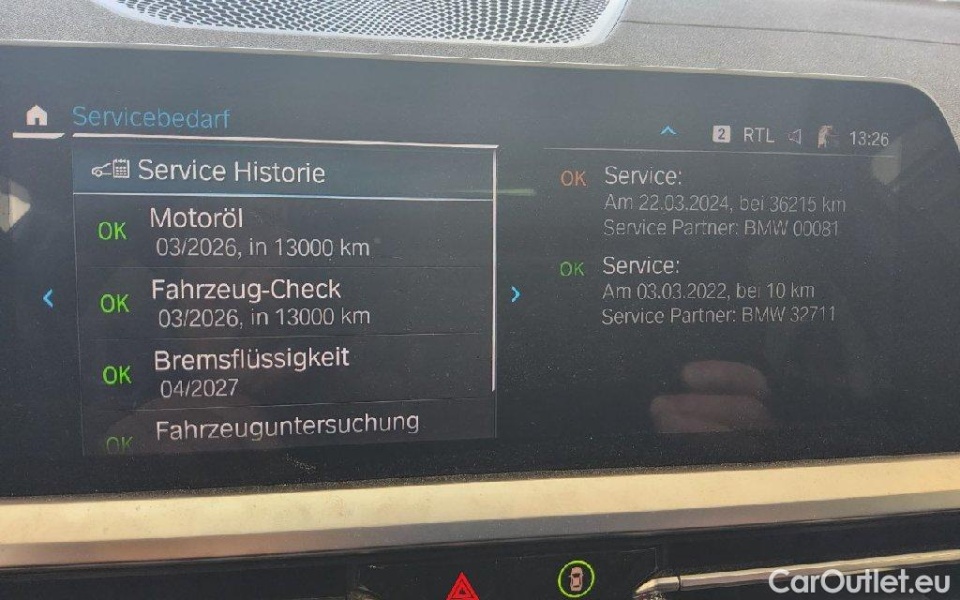 Servicebedarf
2 RTL 13:26
Service Historie
OK Motoröl
03/2026, in 13000 km
OK Fahrzeug-Check
03/2026, in 13000 km
OK Bremsflüssigkeit
04/2027
OK Fahrzeuguntersuchung
OK Service:
Am 22.03.2024, bei 36215 km
Service Partner: BMW 00081
OK Service:
Am 03.03.2022, bei 10 km
Service Partner: BMW 32711
CarOutlet.eu